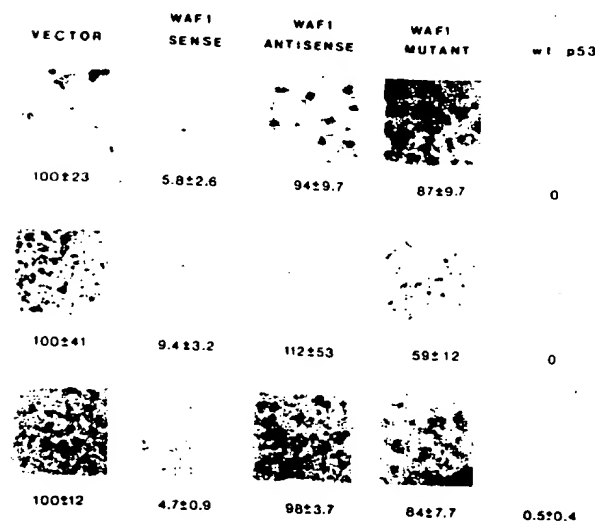 VECTOR WAF1 SENSE WAF1 ANTISENSE WAF1 MUTANT wt p53
100±23 5.8±2.6 94±9.7 87±9.7 0
100±41 9.4±3.2 112±53 59±12 0
100±12 4.7±0.9 98±3.7 84±7.7 0.5±0.4